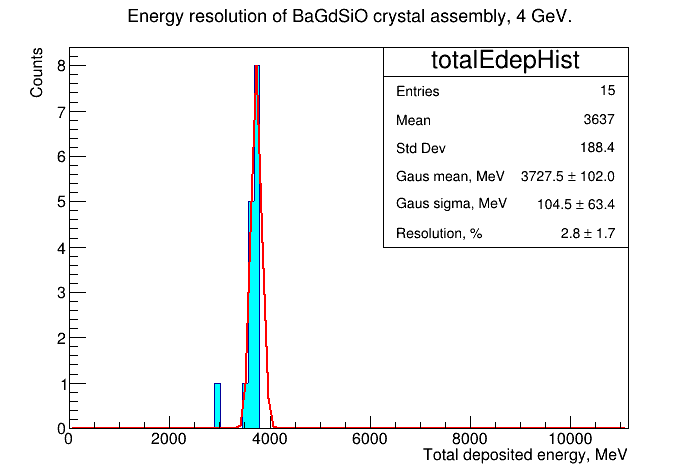 Energy resolution of BaGdSiO crystal assembly, 4 GeV.
Counts
totalEdepHist
Entries 15
Mean 3637
Std Dev 188.4
Gaus mean, MeV 3727.5 ± 102.0
Gaus sigma, MeV 104.5 ± 63.4
Resolution, % 2.8 ± 1.7
8
7
6
5
4
3
2
1
0
0 2000 4000 6000 8000 10000
Total deposited energy, MeV